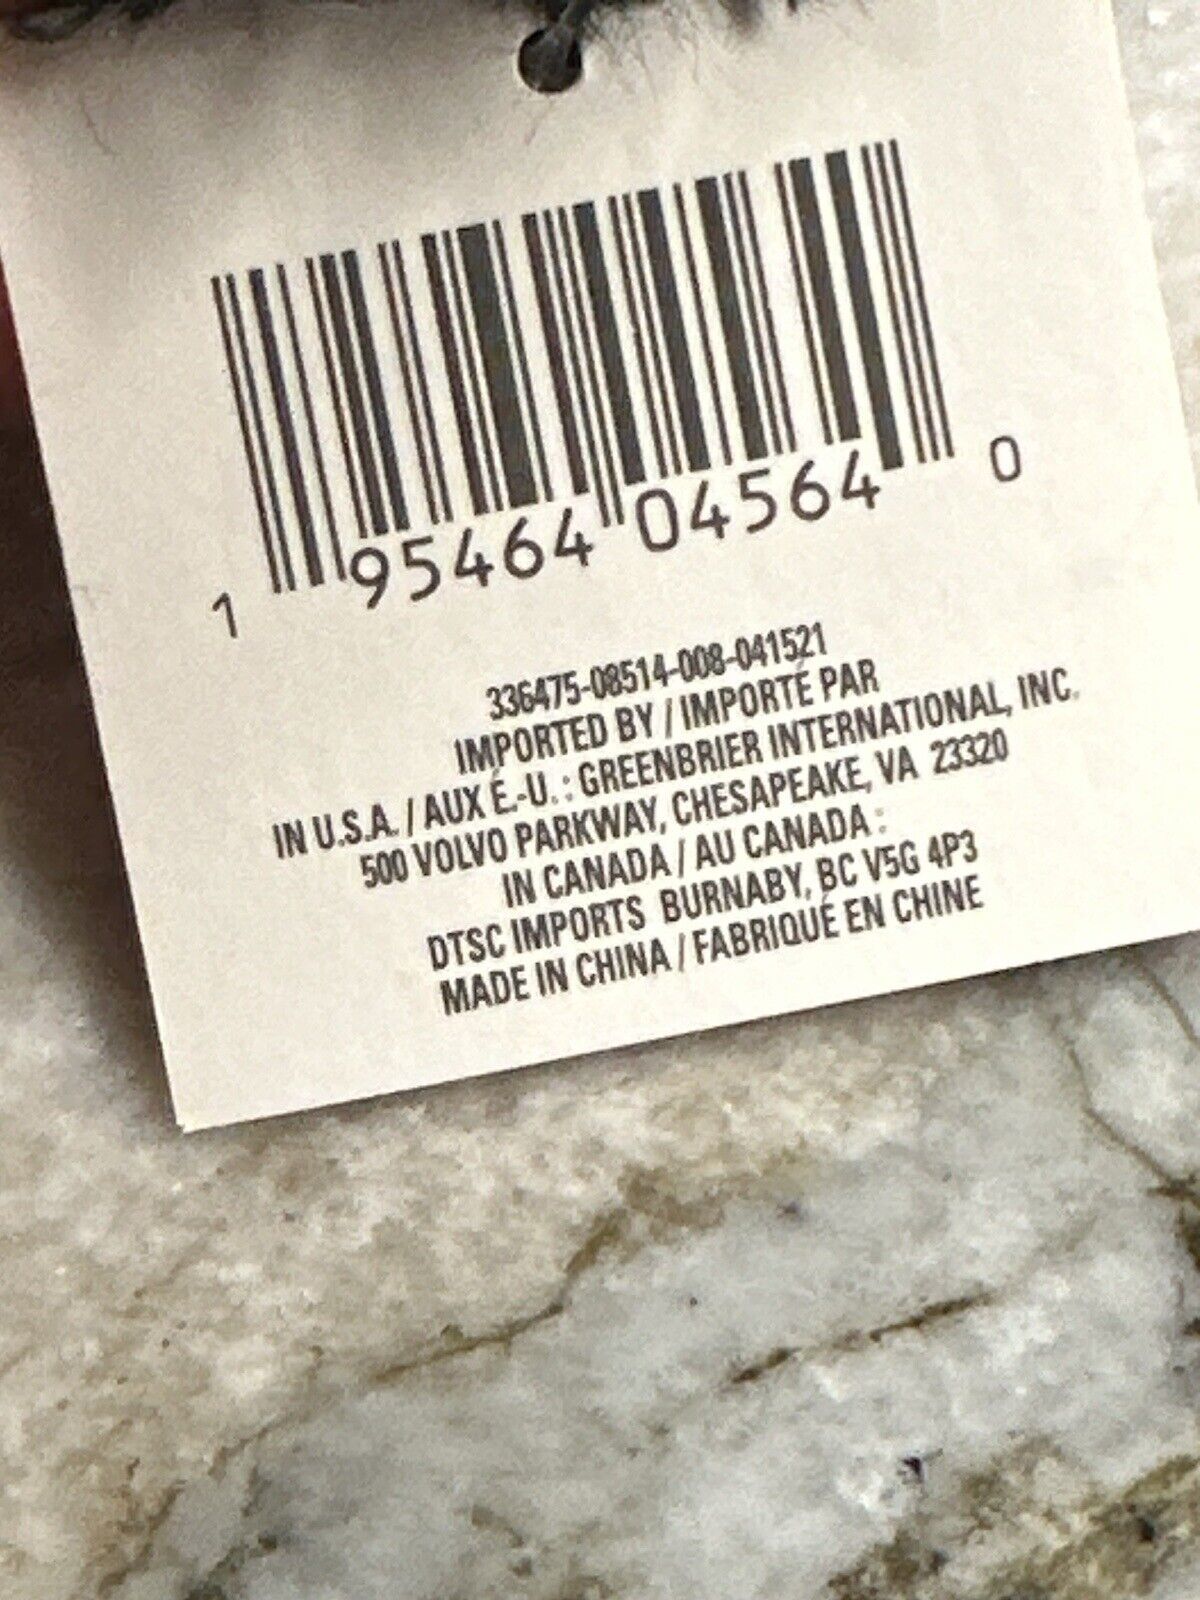 1 95464 04564 0
336475-08514-008-041521
IMPORTED BY / IMPORTÉ PAR
IN U.S.A. / AUX É.-U. : GREENBRIER INTERNATIONAL, INC.
500 VOLVO PARKWAY, CHESAPEAKE, VA 23320
IN CANADA / AU CANADA :
DTSC IMPORTS BURNABY, BC V5G 4P3
MADE IN CHINA / FABRIQUÉ EN CHINE